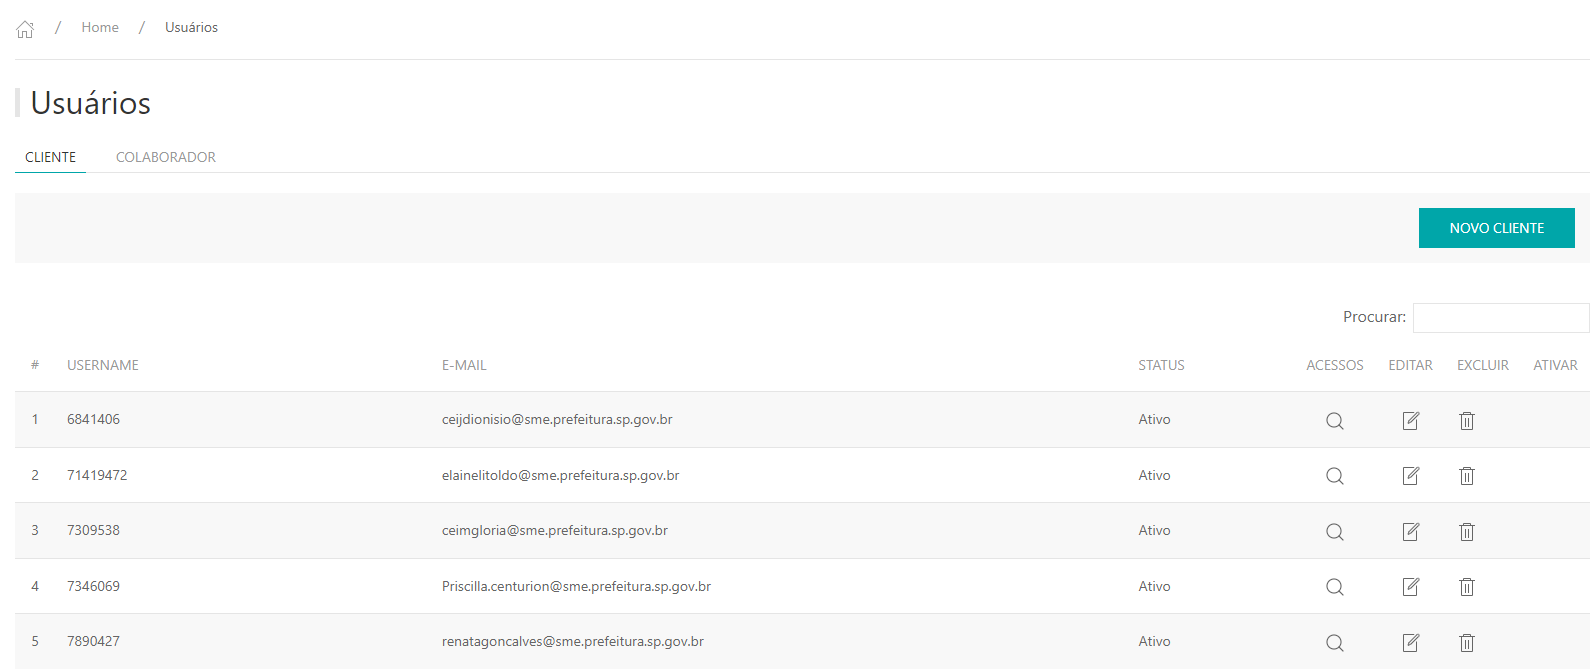 / Home / Usuários
Usuários
CLIENTE COLABORADOR
NOVO CLIENTE
Procurar:
# USERNAME E-MAIL STATUS ACESSOS EDITAR EXCLUIR ATIVAR
1 6841406 ceijdionisio@sme.prefeitura.sp.gov.br Ativo
2 71419472 elainelitoldo@sme.prefeitura.sp.gov.br Ativo
3 7309538 ceimgloria@sme.prefeitura.sp.gov.br Ativo
4 7346069 Priscilla.centurion@sme.prefeitura.sp.gov.br Ativo
5 7890427 renatagoncalves@sme.prefeitura.sp.gov.br Ativo